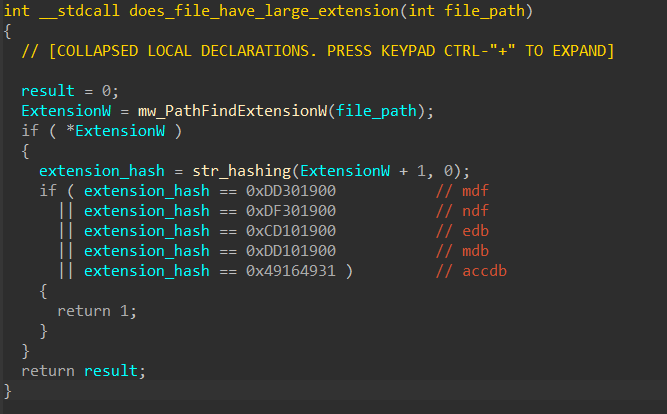 int __stdcall does_file_have_large_extension(int file_path)
{
  // [COLLAPSED LOCAL DECLARATIONS. PRESS KEYPAD CTRL-"+" TO EXPAND]

  result = 0;
  ExtensionW = mw_PathFindExtensionW(file_path);
  if ( *ExtensionW )
  {
    extension_hash = str_hashing(ExtensionW + 1, 0);
    if ( extension_hash == 0xDD301900           // mdf
      || extension_hash == 0xDF301900           // ndf
      || extension_hash == 0xCD101900           // edb
      || extension_hash == 0xDD101900           // mdb
      || extension_hash == 0x49164931 )         // accdb
    {
      return 1;
    }
  }
  return result;
}